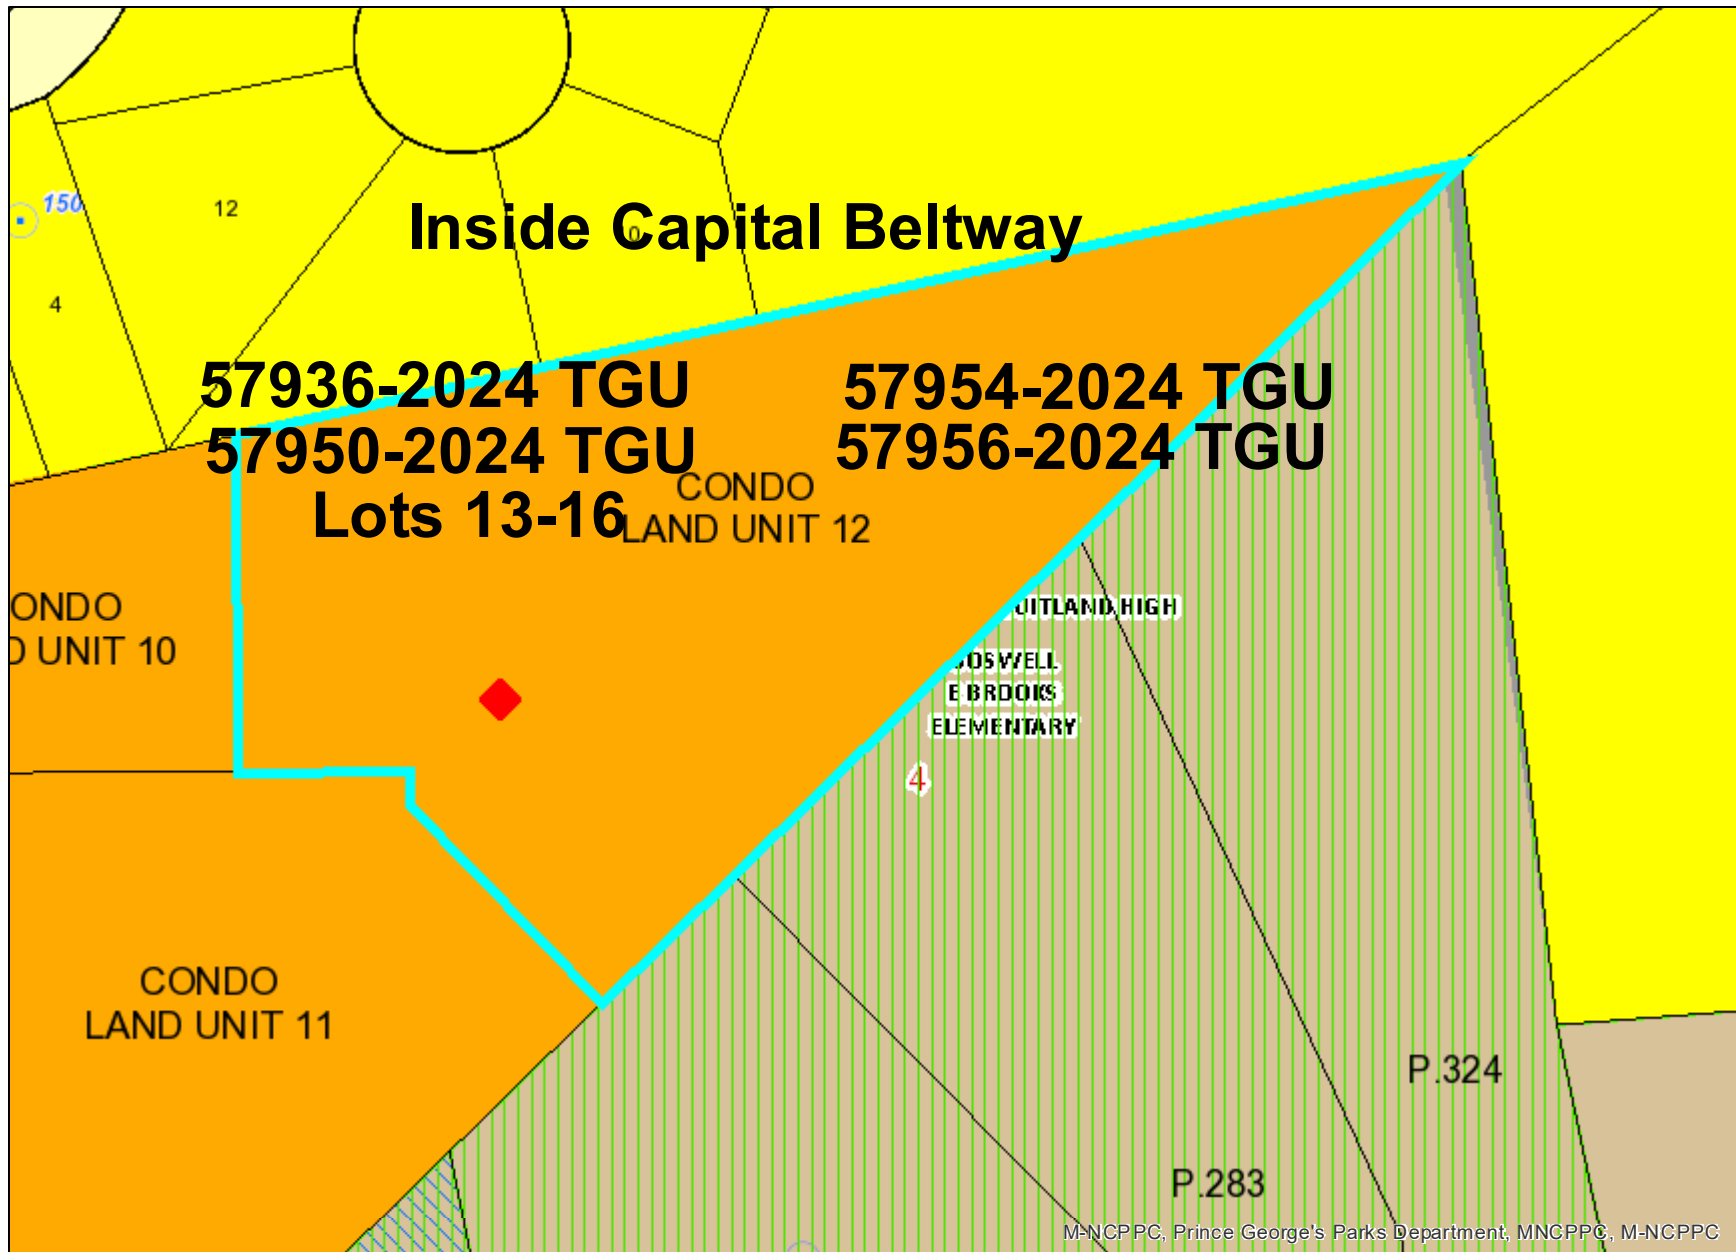 150
12
Inside Capital Beltway
4
57936-2024 TGU
57954-2024 TGU
57950-2024 TGU
57956-2024 TGU
Lots 13-16
CONDO
LAND UNIT 12
ONDO
UNIT 10
HIGH
E BROOKS
ELEMENTARY
4
CONDO
LAND UNIT 11
P.324
P.283
M-NCPPC, Prince George's Parks Department, MNCPPC, M-NCPPC